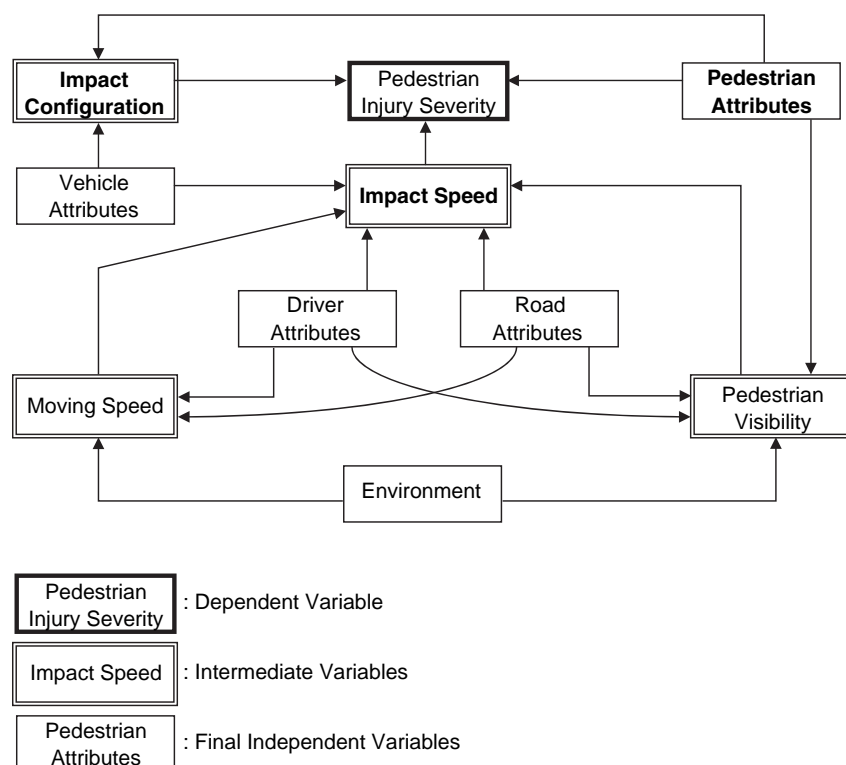 Impact
Configuration
Pedestrian
Injury Severity
Pedestrian
Attributes
Vehicle
Attributes
Impact Speed
Driver
Attributes
Road
Attributes
Moving Speed
Pedestrian
Visibility
Environment
Pedestrian
Injury Severity
: Dependent Variable
Impact Speed
: Intermediate Variables
Pedestrian
Attributes
: Final Independent Variables